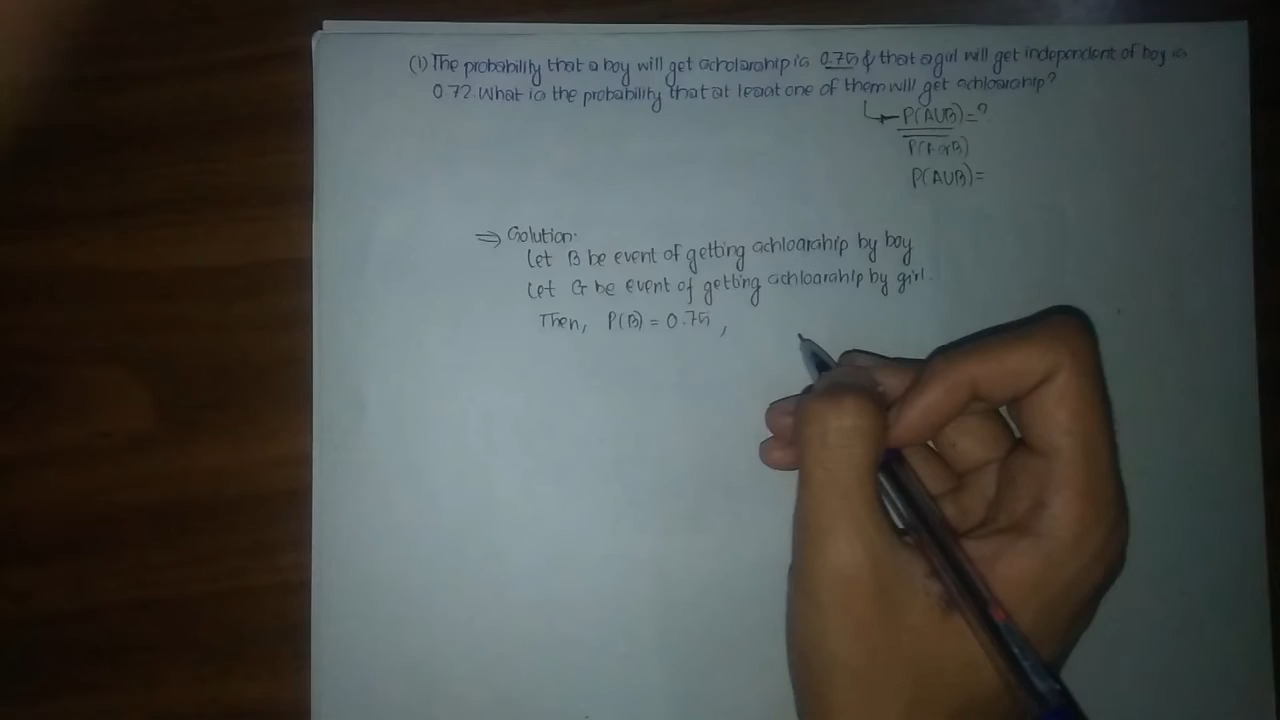 (1) The probability that a boy will get scholarship is 0.75 & that a girl will get independent of boy is
0.72. What is the probability that at least one of them will get schloarship?
P(AUB)=?
P(A or B)
P(AUB)=
⇒ Solution:
Let B be event of getting schloarship by boy
Let G be event of getting schloarship by girl.
Then, P(B) = 0.75 ,